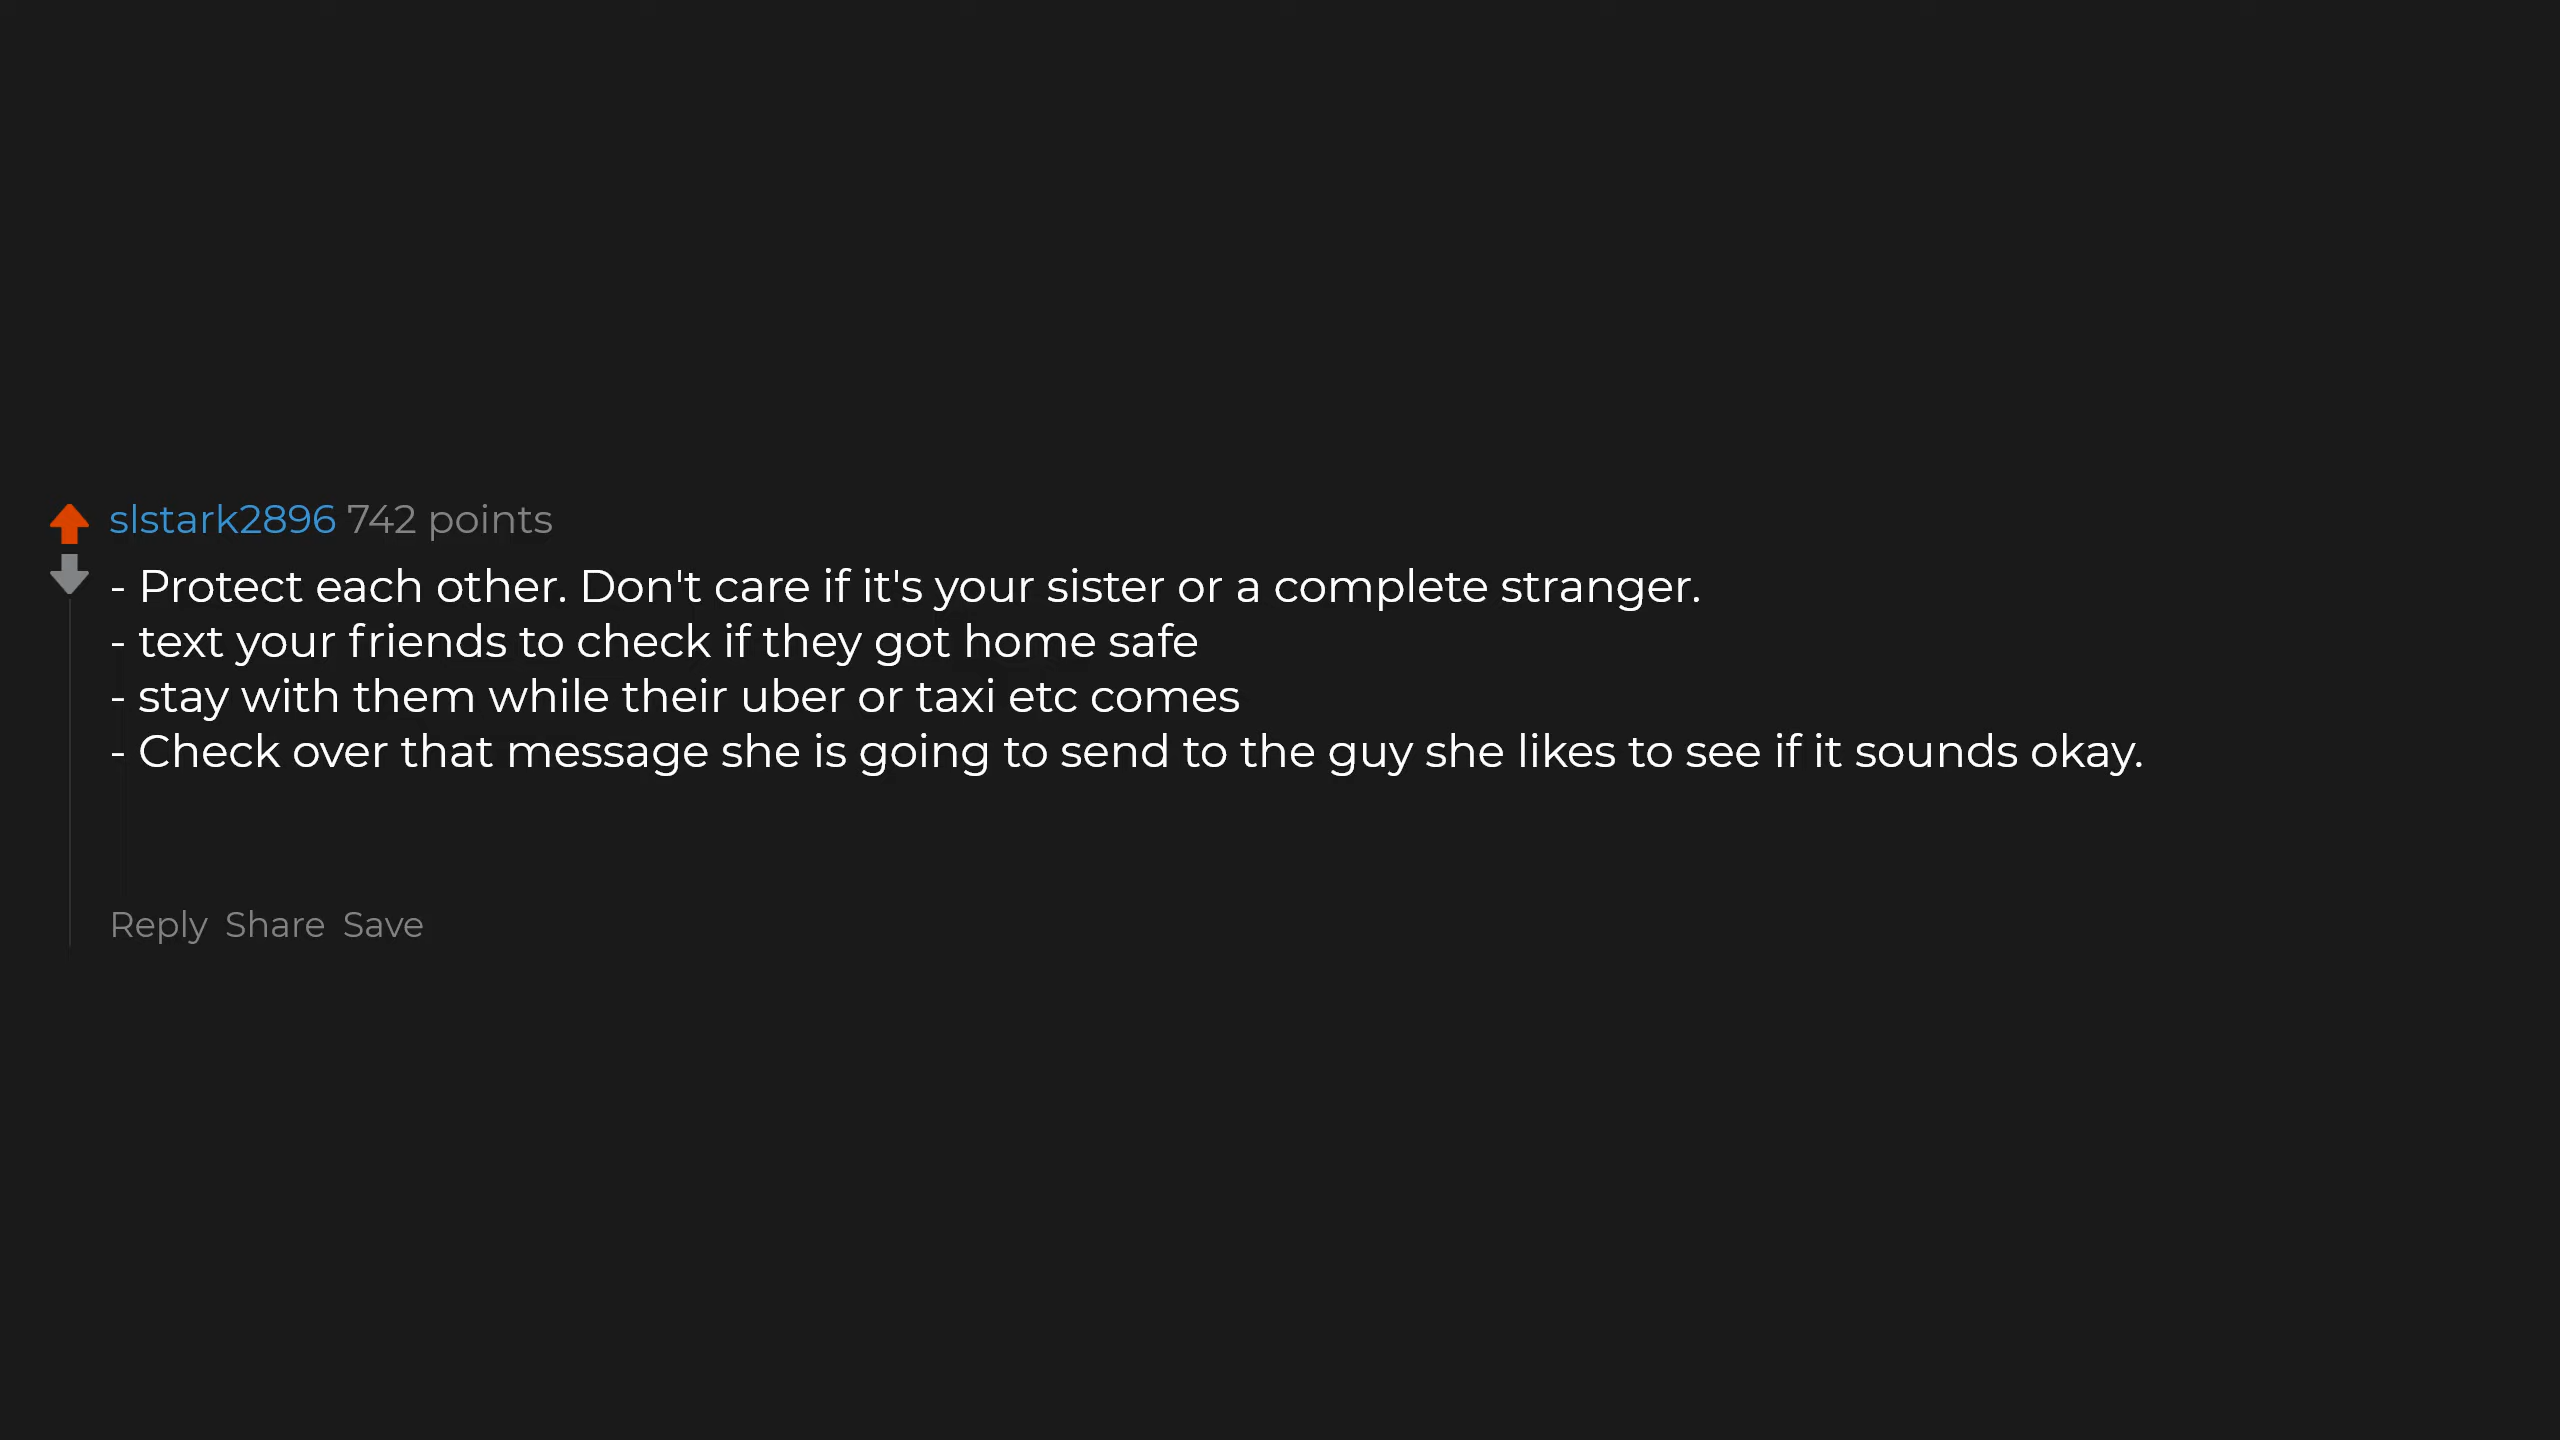 slstark2896 742 points
- Protect each other. Don't care if it's your sister or a complete stranger.
- text your friends to check if they got home safe
- stay with them while their uber or taxi etc comes
- Check over that message she is going to send to the guy she likes to see if it sounds okay.
Reply Share Save